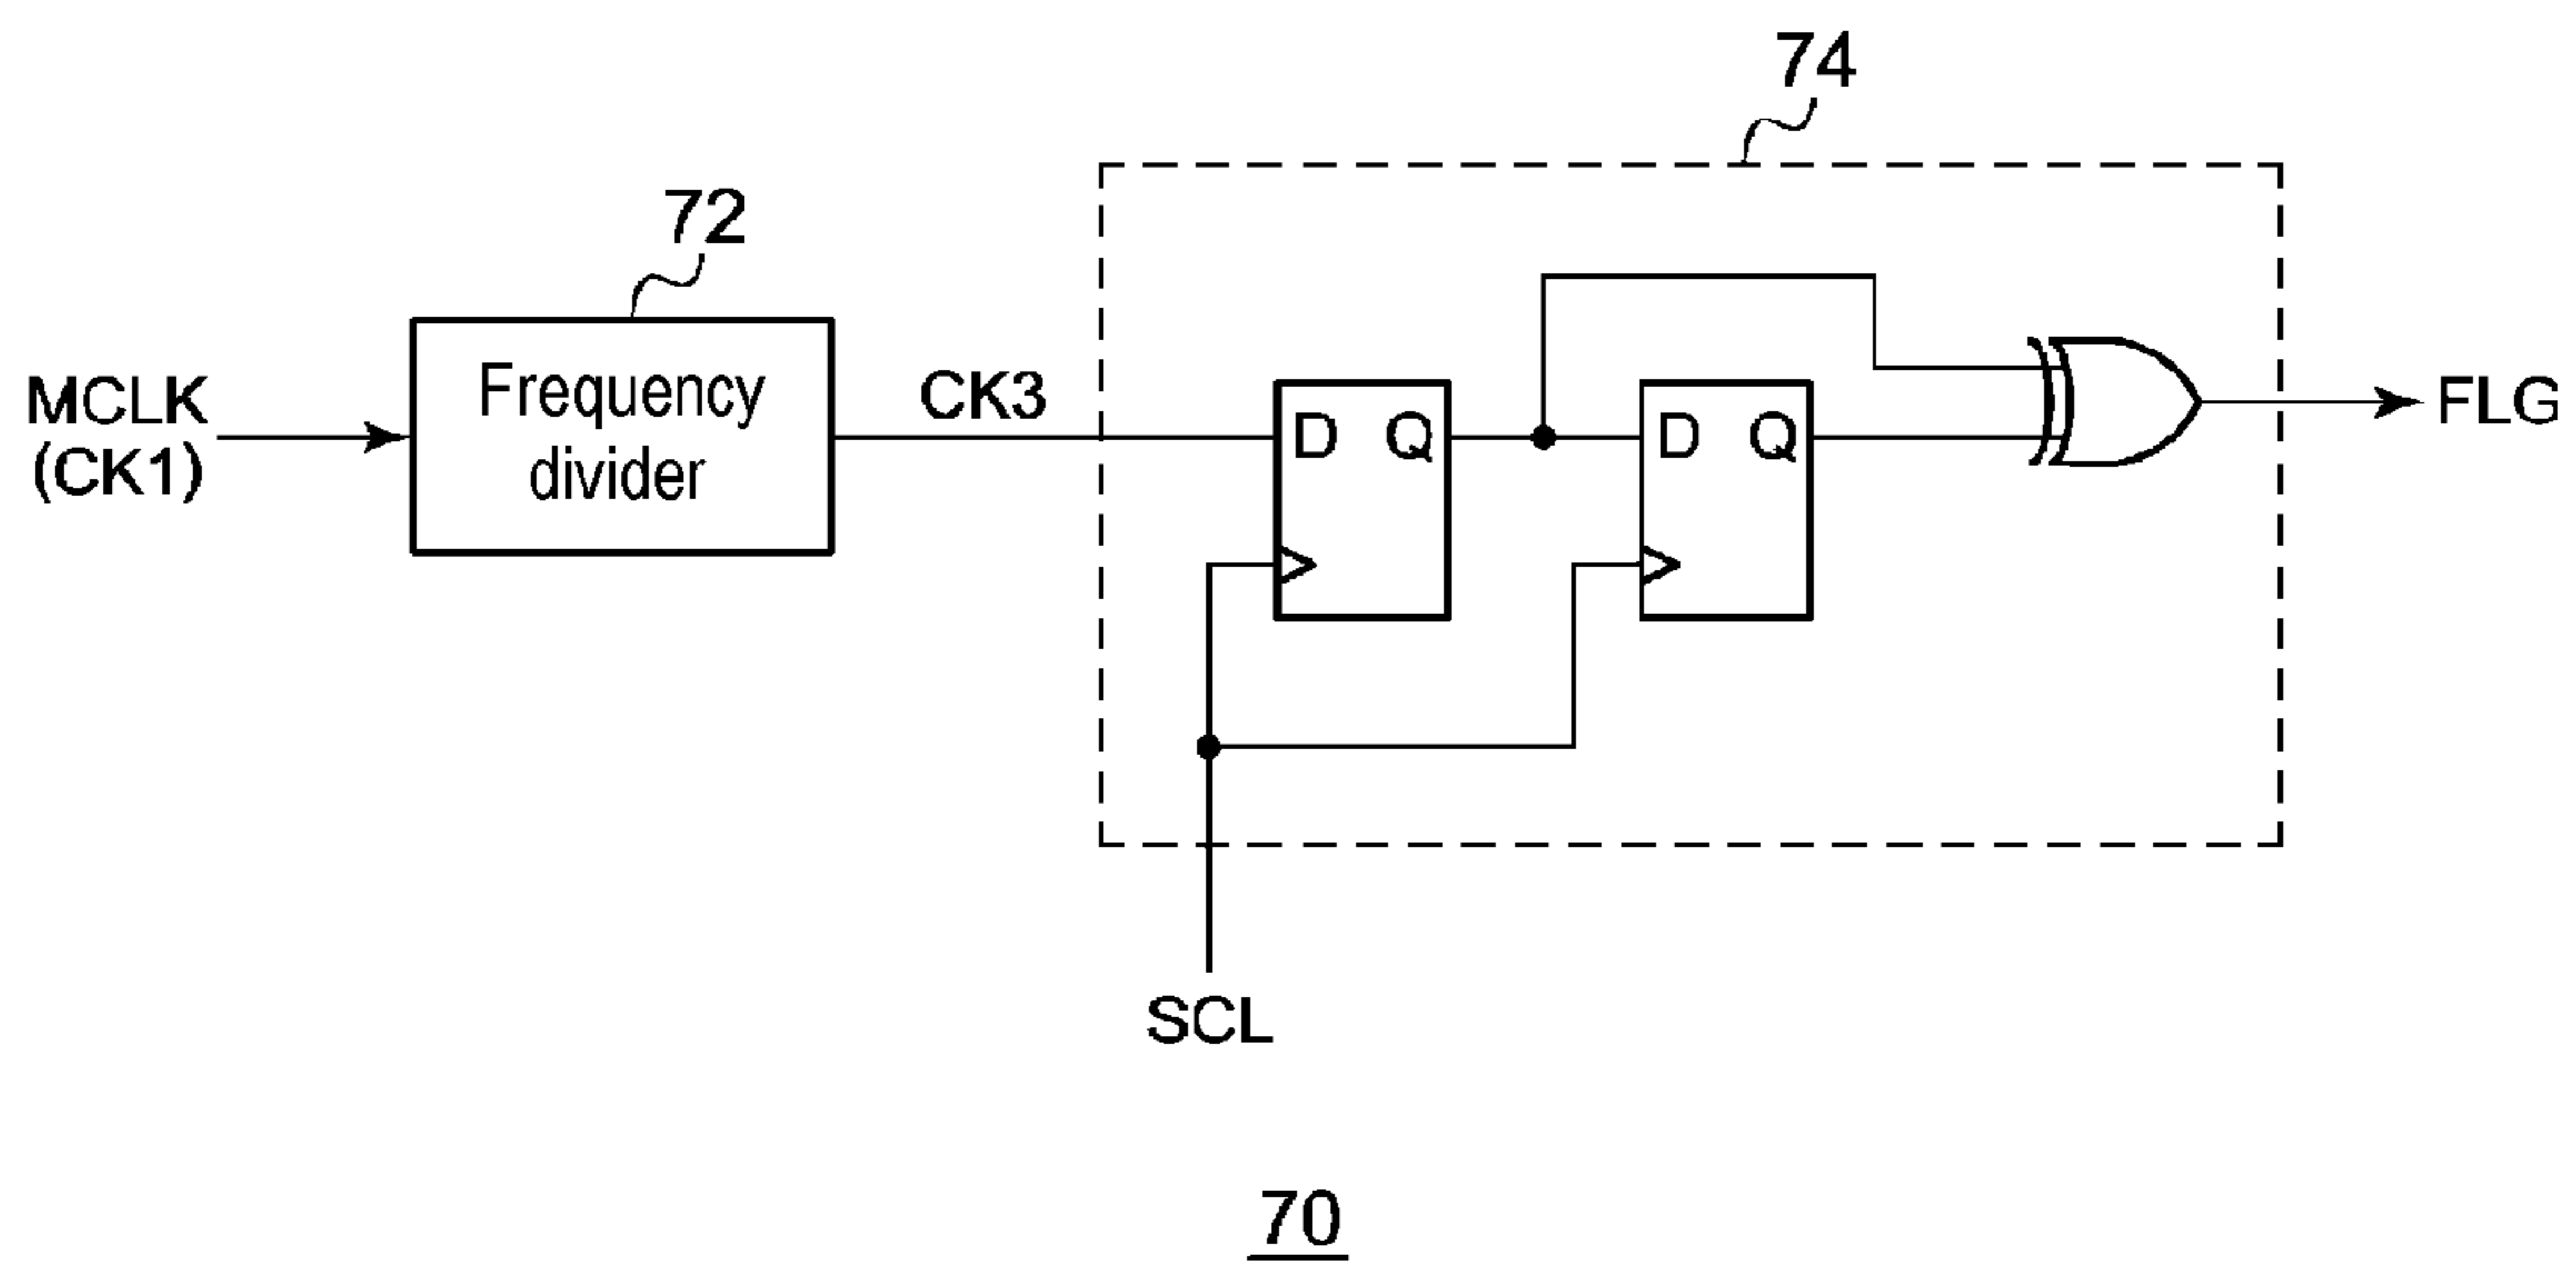 74
72
MCLK
(CK1)
Frequency
divider
CK3
D Q
D Q
FLG
SCL
70